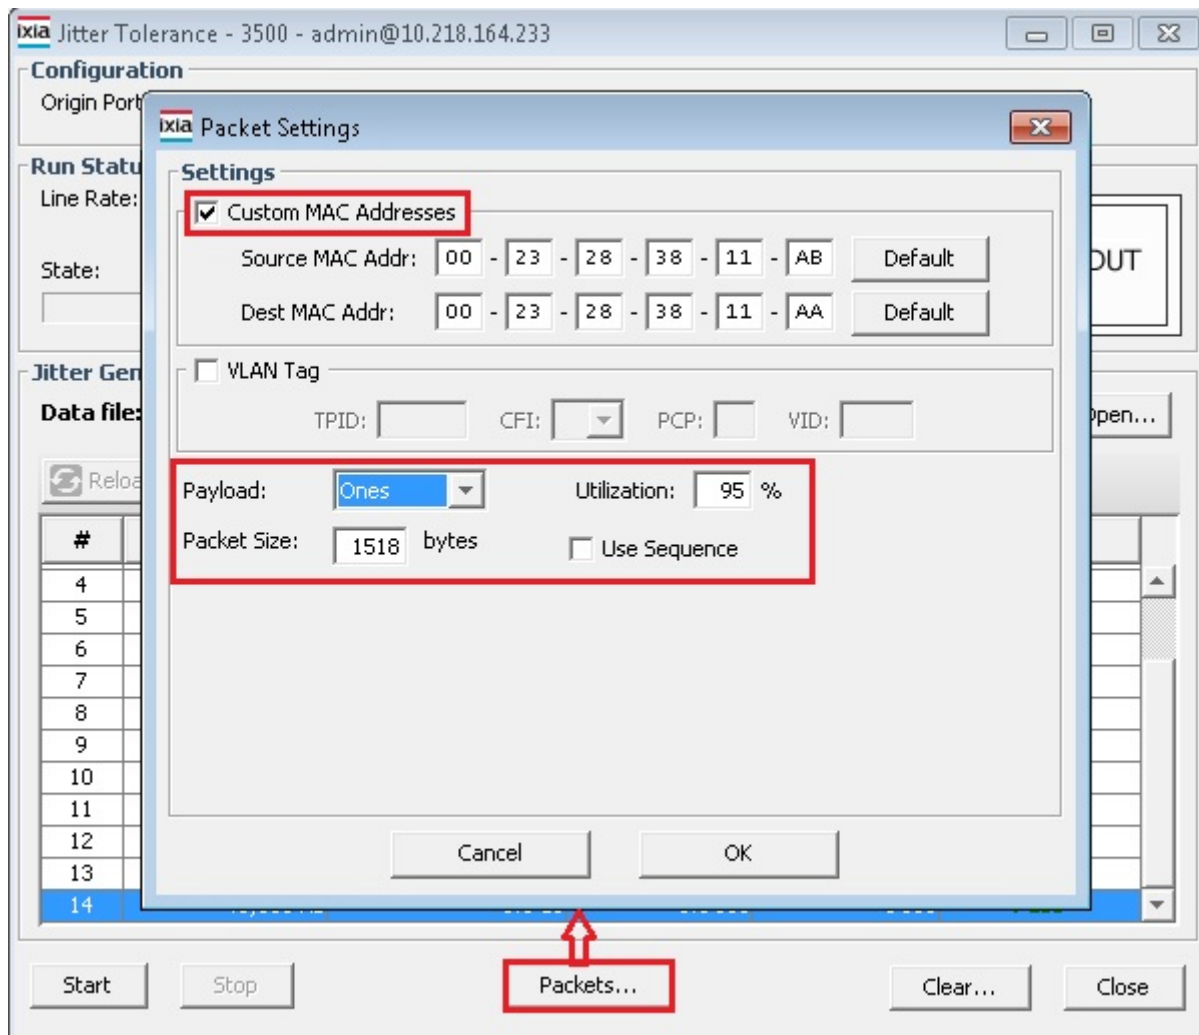 ixia Jitter Tolerance - 3500 - admin@10.218.164.233
Configuration
Origin Port
ixia Packet Settings
Run Statu
Settings
Line Rate:
Custom MAC Addresses
Source MAC Addr: 00 - 23 - 28 - 38 - 11 - AB Default
State:
OUT
Dest MAC Addr: 00 - 23 - 28 - 38 - 11 - AA Default
Jitter Gen
VLAN Tag
Data file:
TPID: CFI: PCP: VID:
Open...
Reloa
Payload: Ones Utilization: 95 %
#
Packet Size: 1518 bytes Use Sequence
4
5
6
7
8
9
10
11
12
Cancel OK
13
14
Start Stop Packets... Clear... Close